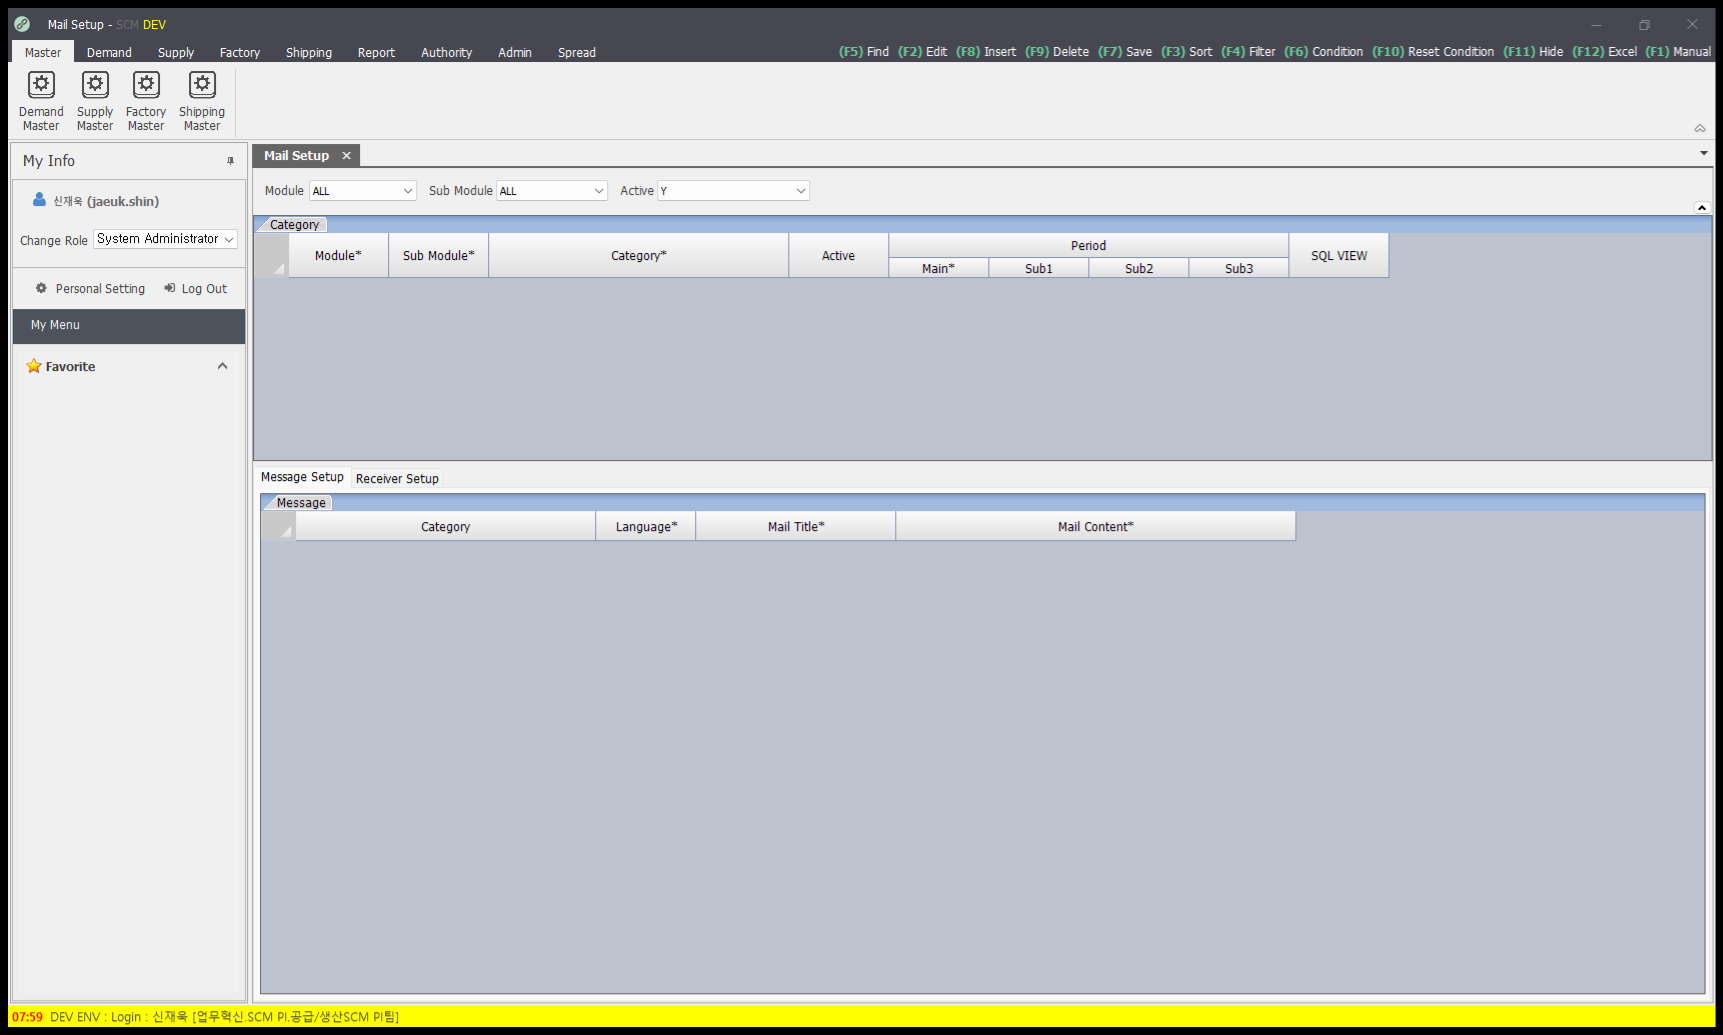 Mail Setup - SCM DEV
Master Demand Supply Factory Shipping Report Authority Admin Spread (F5) Find (F2) Edit (F8) Insert (F9) Delete (F7) Save (F3) Sort (F4) Filter (F6) Condition (F10) Reset Condition (F11) Hide (F12) Excel (F1) Manual
Demand Master
Supply Master
Factory Master
Shipping Master
My Info
신재욱 (jaeuk.shin)
Change Role System Administrator
Personal Setting Log Out
My Menu
Favorite
Mail Setup
Module ALL Sub Module ALL Active Y
Category
Module* Sub Module* Category* Active Period SQL VIEW
Main* Sub1 Sub2 Sub3
Message Setup Receiver Setup
Message
Category Language* Mail Title* Mail Content*
07:59 DEV ENV : Login : 신재욱 [업무혁신.SCM PI.공급/생산SCM PI팀]